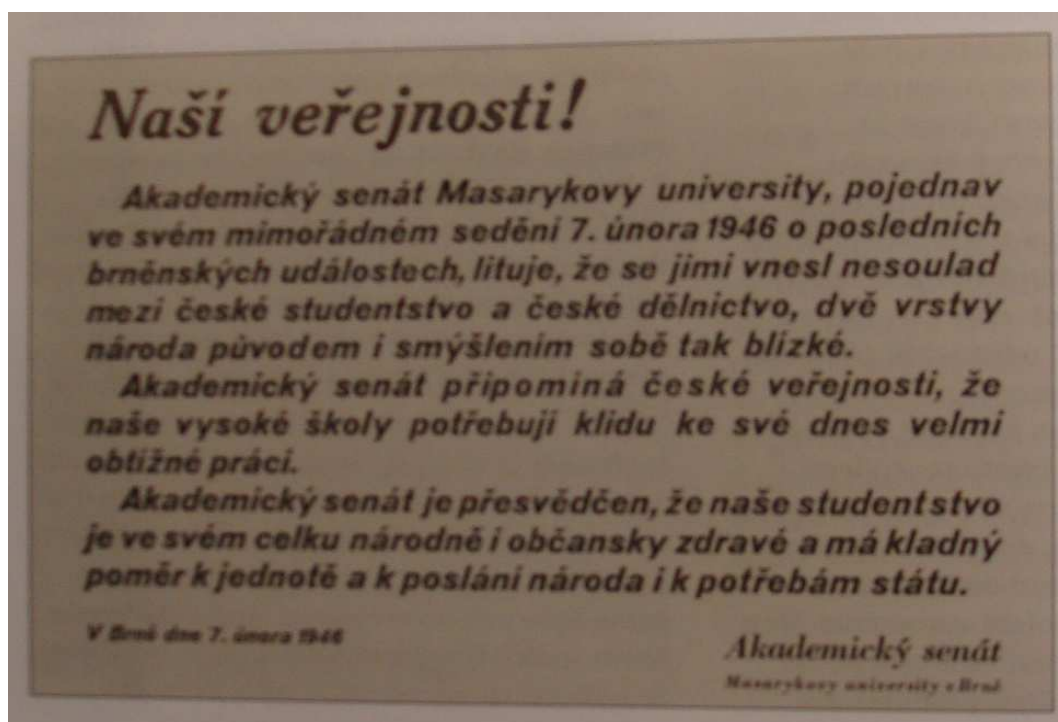 Naší veřejnosti!
Akademický senát Masarykovy university, pojednav
ve svém mimořádném sedění 7. února 1946 o posledních
brněnských událostech, lituje, že se jimi vnesl nesoulad
mezi české studentstvo a české dělnictvo, dvě vrstvy
národa původem i smýšlením sobě tak blízké.
Akademický senát připomíná české veřejnosti, že
naše vysoké školy potřebují klidu ke své dnes velmi
obtížné práci.
Akademický senát je přesvědčen, že naše studentstvo
je ve svém celku národně i občansky zdravé a má kladný
poměr k jednotě a k poslání národa i k potřebám státu.
V Brně dne 7. února 1946
Akademický senát
Masarykovy university v Brně